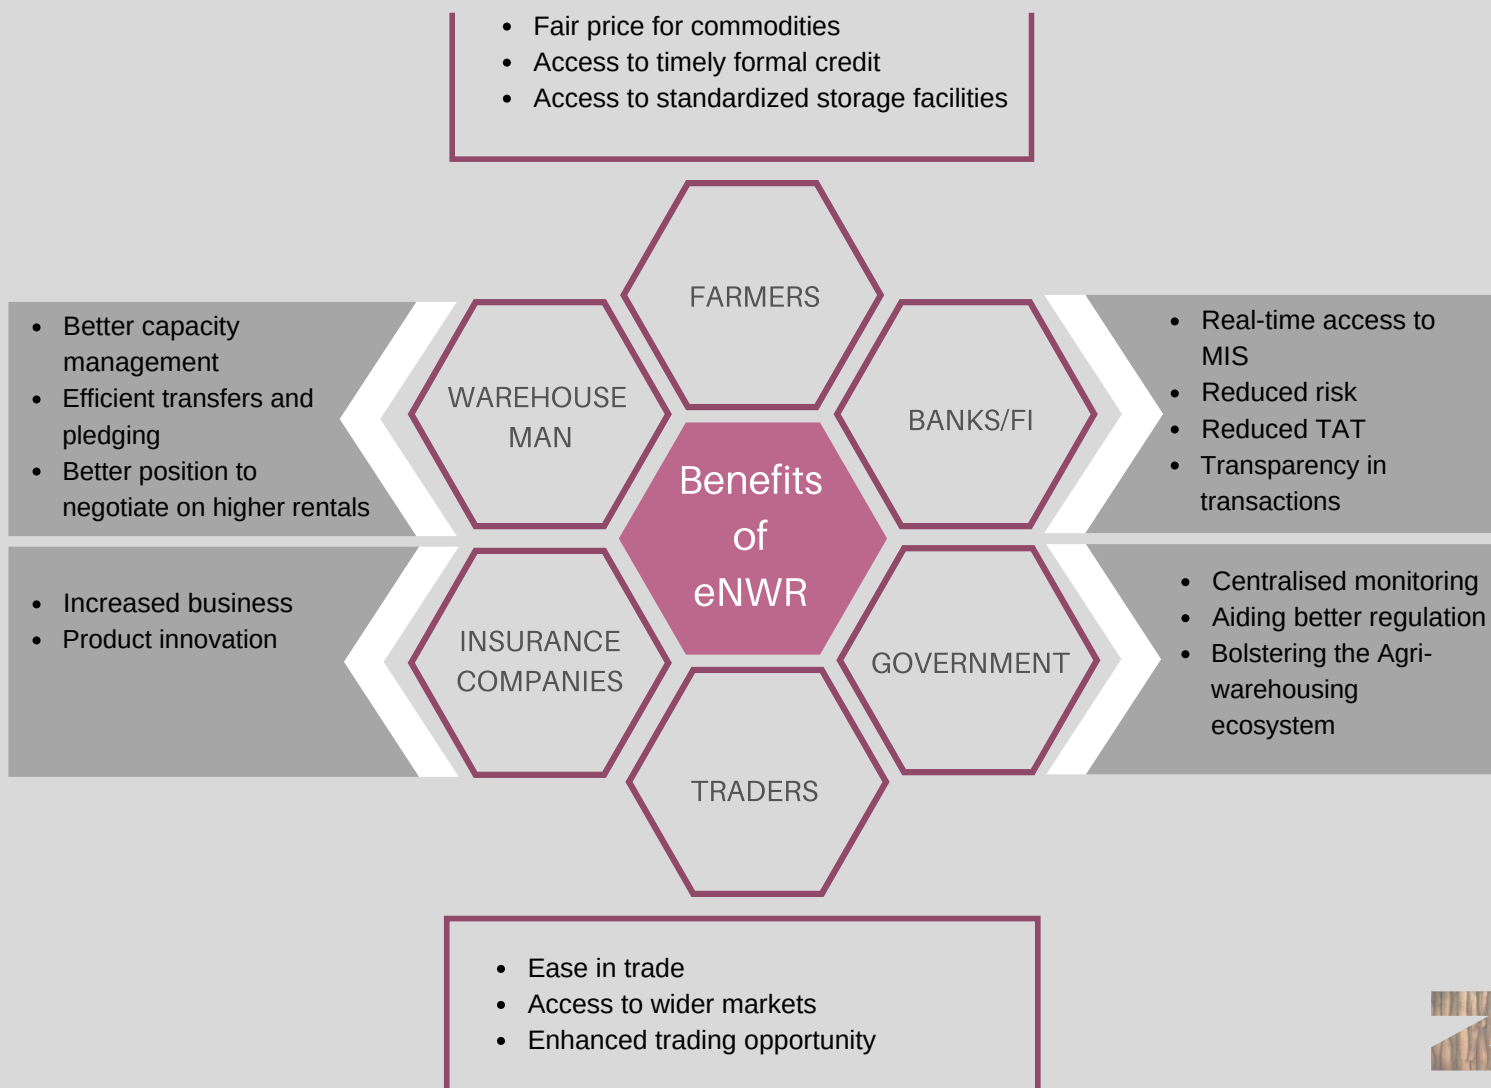 Fair price for commodities
Access to timely formal credit
Access to standardized storage facilities
FARMERS
Better capacity
management
Efficient transfers and
pledging
Better position to
negotiate on higher rentals
WAREHOUSE
MAN
BANKS/FI
Real-time access to
MIS
Reduced risk
Reduced TAT
Transparency in
transactions
Benefits
of
eNWR
Increased business
Product innovation
INSURANCE
COMPANIES
GOVERNMENT
Centralised monitoring
Aiding better regulation
Bolstering the Agri-
warehousing
ecosystem
TRADERS
Ease in trade
Access to wider markets
Enhanced trading opportunity